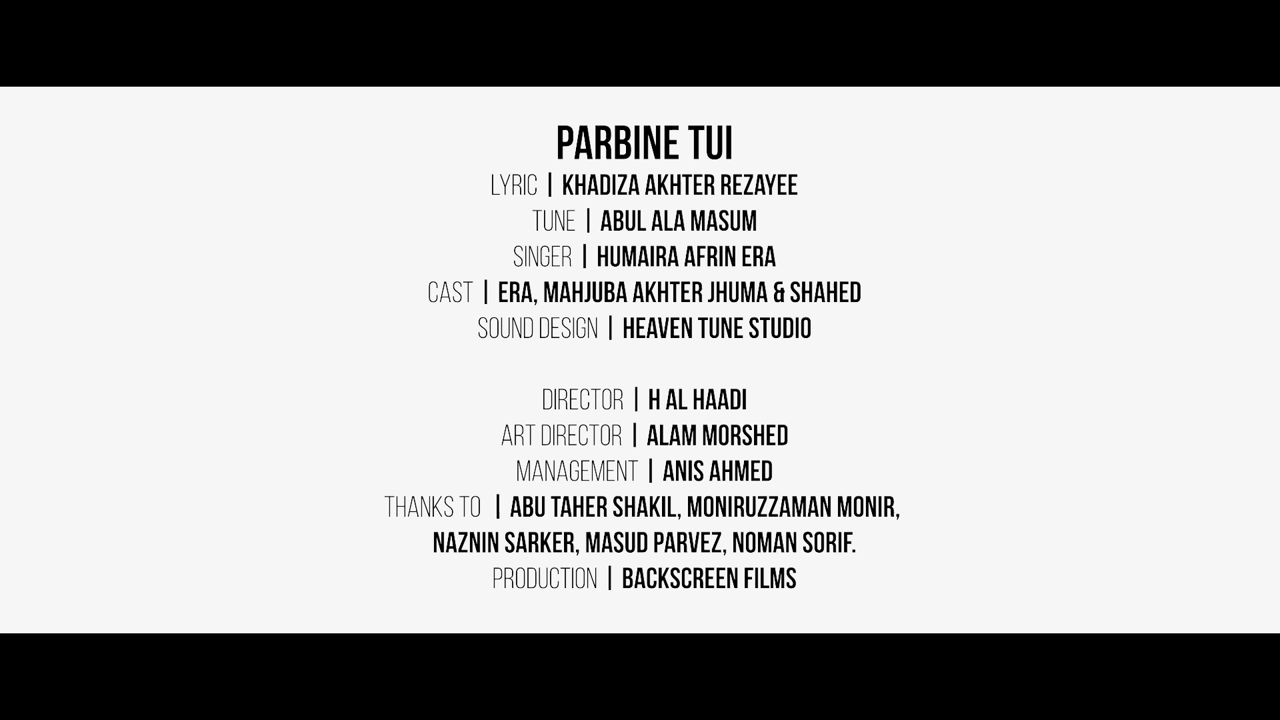 PARBINE TUI
LYRIC | KHADIZA AKHTER REZAYEE
TUNE | ABUL ALA MASUM
SINGER | HUMAIRA AFRIN ERA
CAST | ERA, MAHJUBA AKHTER JHUMA & SHAHED
SOUND DESIGN | HEAVEN TUNE STUDIO
DIRECTOR | H AL HAADI
ART DIRECTOR | ALAM MORSHED
MANAGEMENT | ANIS AHMED
THANKS TO | ABU TAHER SHAKIL, MONIRUZZAMAN MONIR,
NAZNIN SARKER, MASUD PARVEZ, NOMAN SORIF.
PRODUCTION | BACKSCREEN FILMS